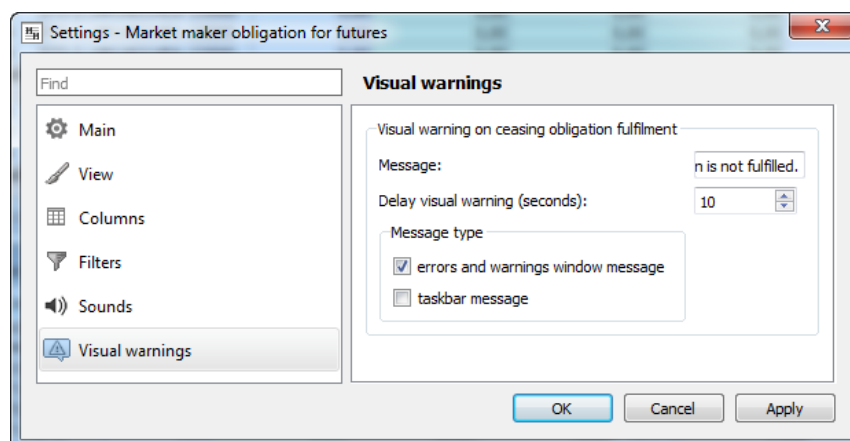 Settings - Market maker obligation for futures
Find
Visual warnings
Main
View
Columns
Filters
Sounds
Visual warnings
Visual warning on ceasing obligation fulfilment
Message: n is not fulfilled.
Delay visual warning (seconds): 10
Message type
errors and warnings window message
taskbar message
OK Cancel Apply